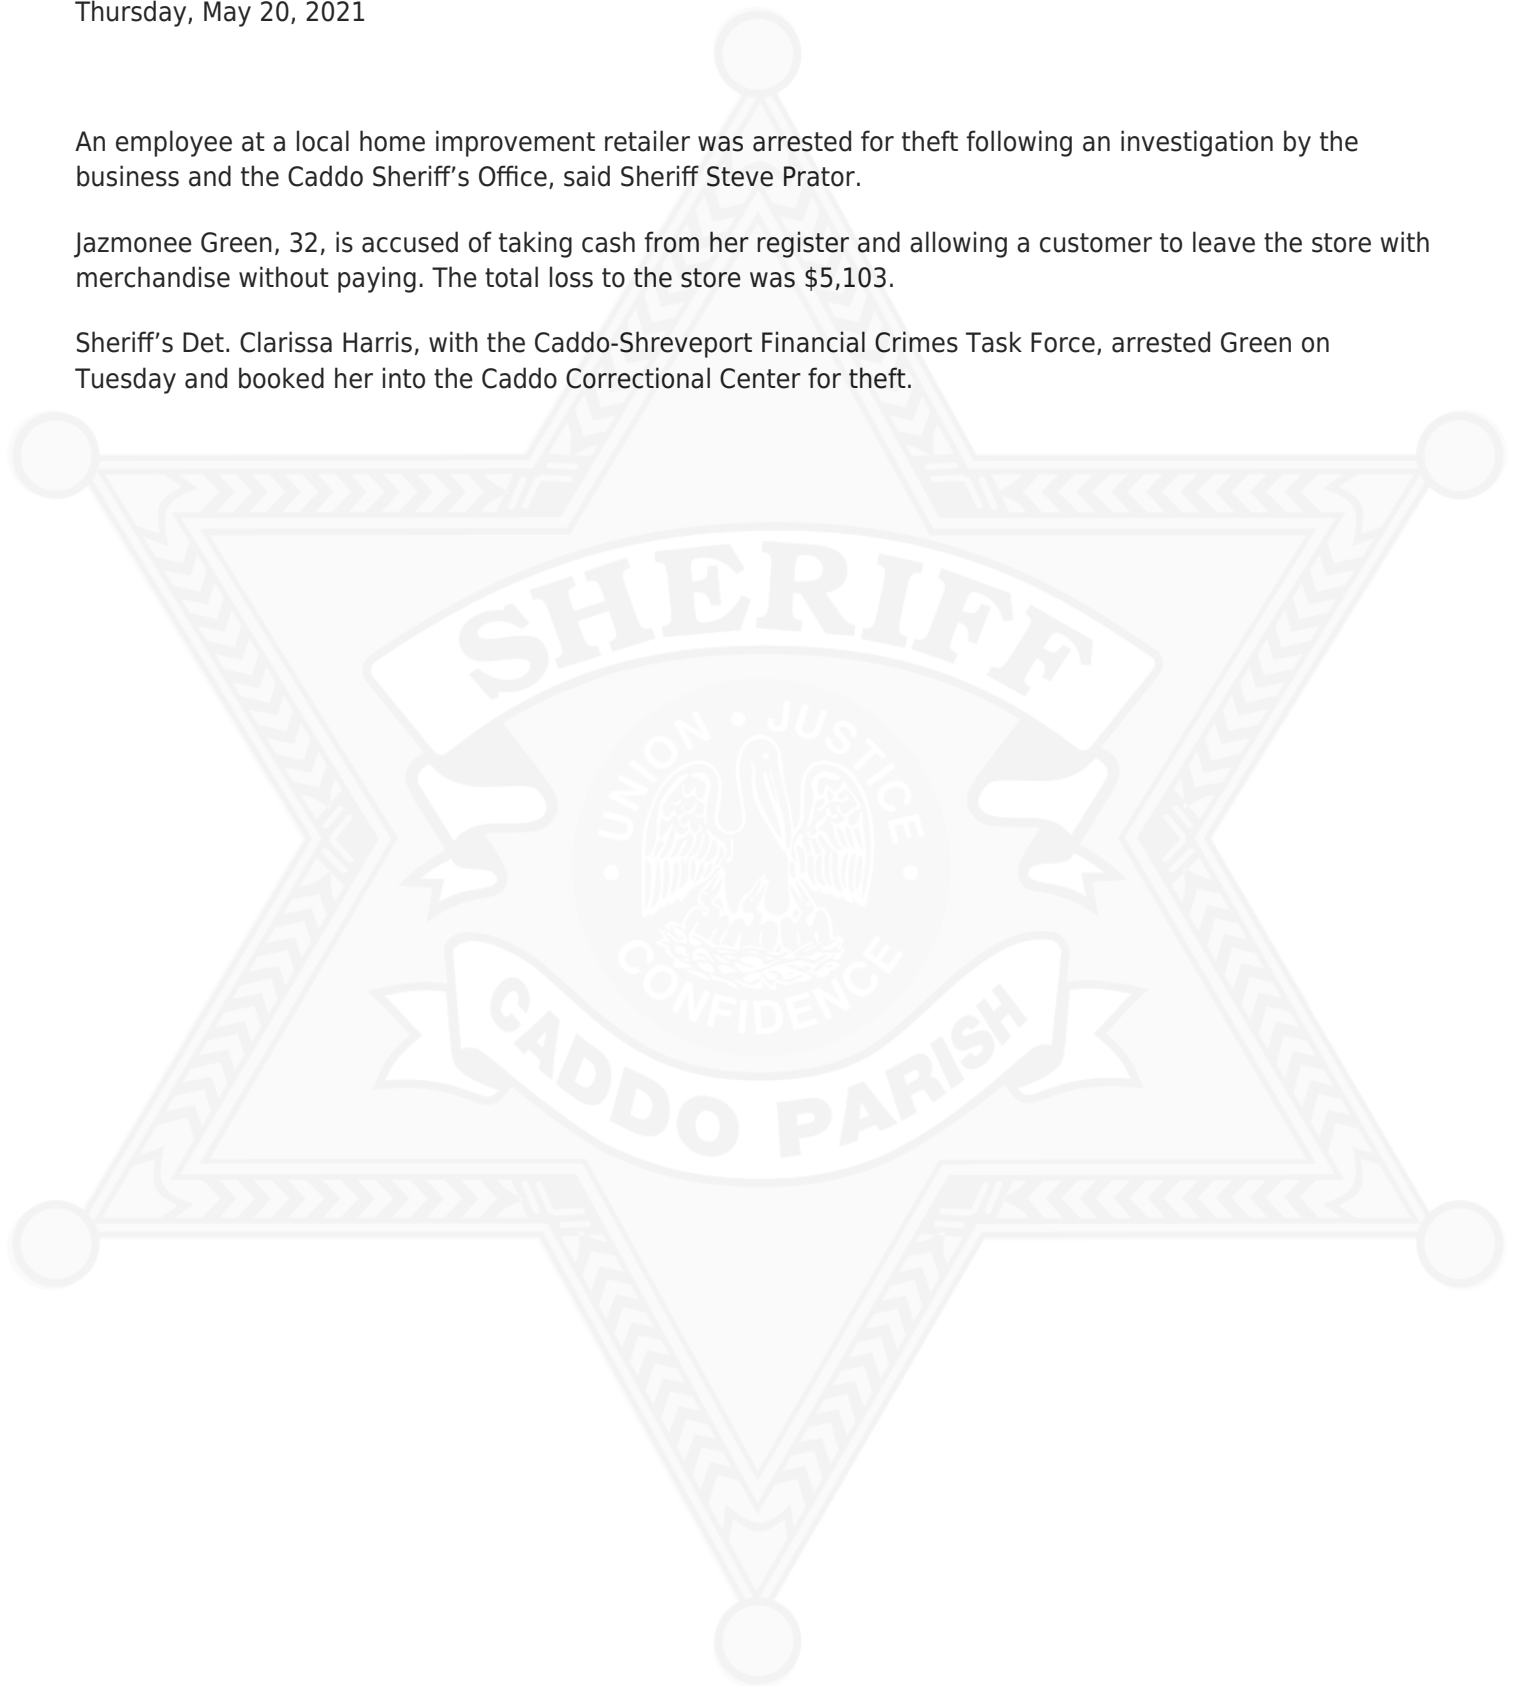 Thursday, May 20, 2021
An employee at a local home improvement retailer was arrested for theft following an investigation by the
business and the Caddo Sheriff’s Office, said Sheriff Steve Prator.
Jazmonee Green, 32, is accused of taking cash from her register and allowing a customer to leave the store with
merchandise without paying. The total loss to the store was $5,103.
Sheriff’s Det. Clarissa Harris, with the Caddo-Shreveport Financial Crimes Task Force, arrested Green on
Tuesday and booked her into the Caddo Correctional Center for theft.
SHERIFF
UNION • JUSTICE •
• CONFIDENCE
CADDO PARISH